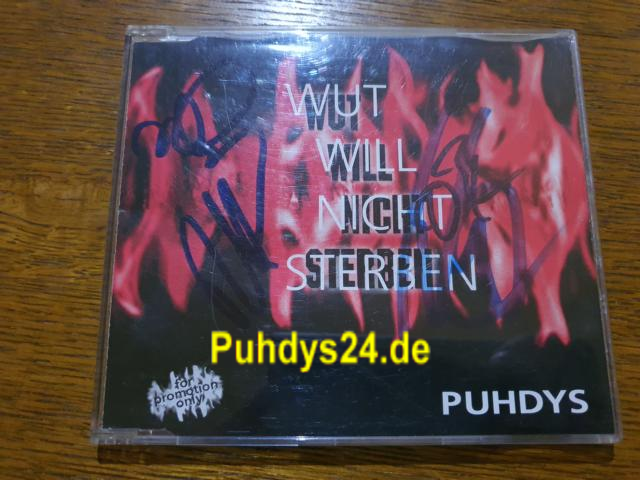 WUT
WILL
NICHT
STERBEN
Puhdys24.de
for
promotion
only!
PUHDYS